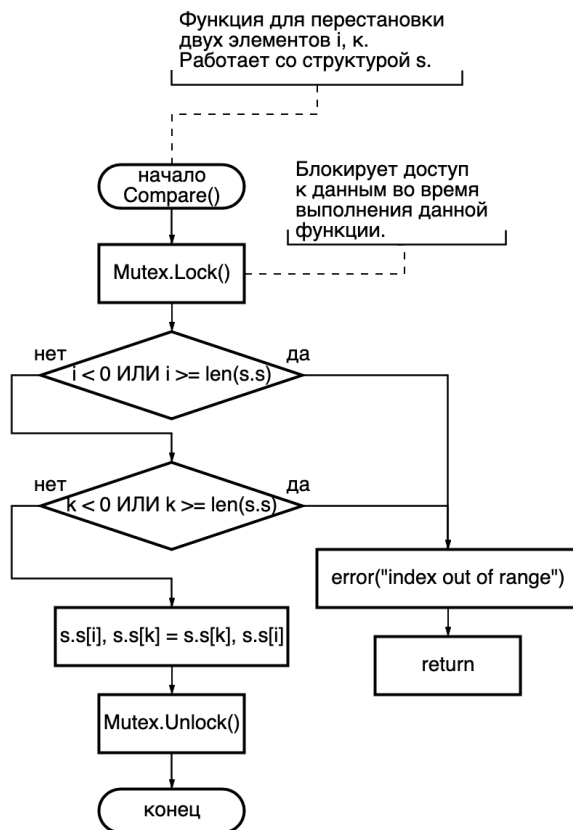 Функция для перестановки
двух элементов i, к.
Работает со структурой s.
начало
Compare()
Блокирует доступ
к данным во время
выполнения данной
функции.
Mutex.Lock()
нет
да
i < 0 ИЛИ i >= len(s.s)
нет
да
k < 0 ИЛИ k >= len(s.s)
error("index out of range")
s.s[i], s.s[k] = s.s[k], s.s[i]
return
Mutex.Unlock()
конец